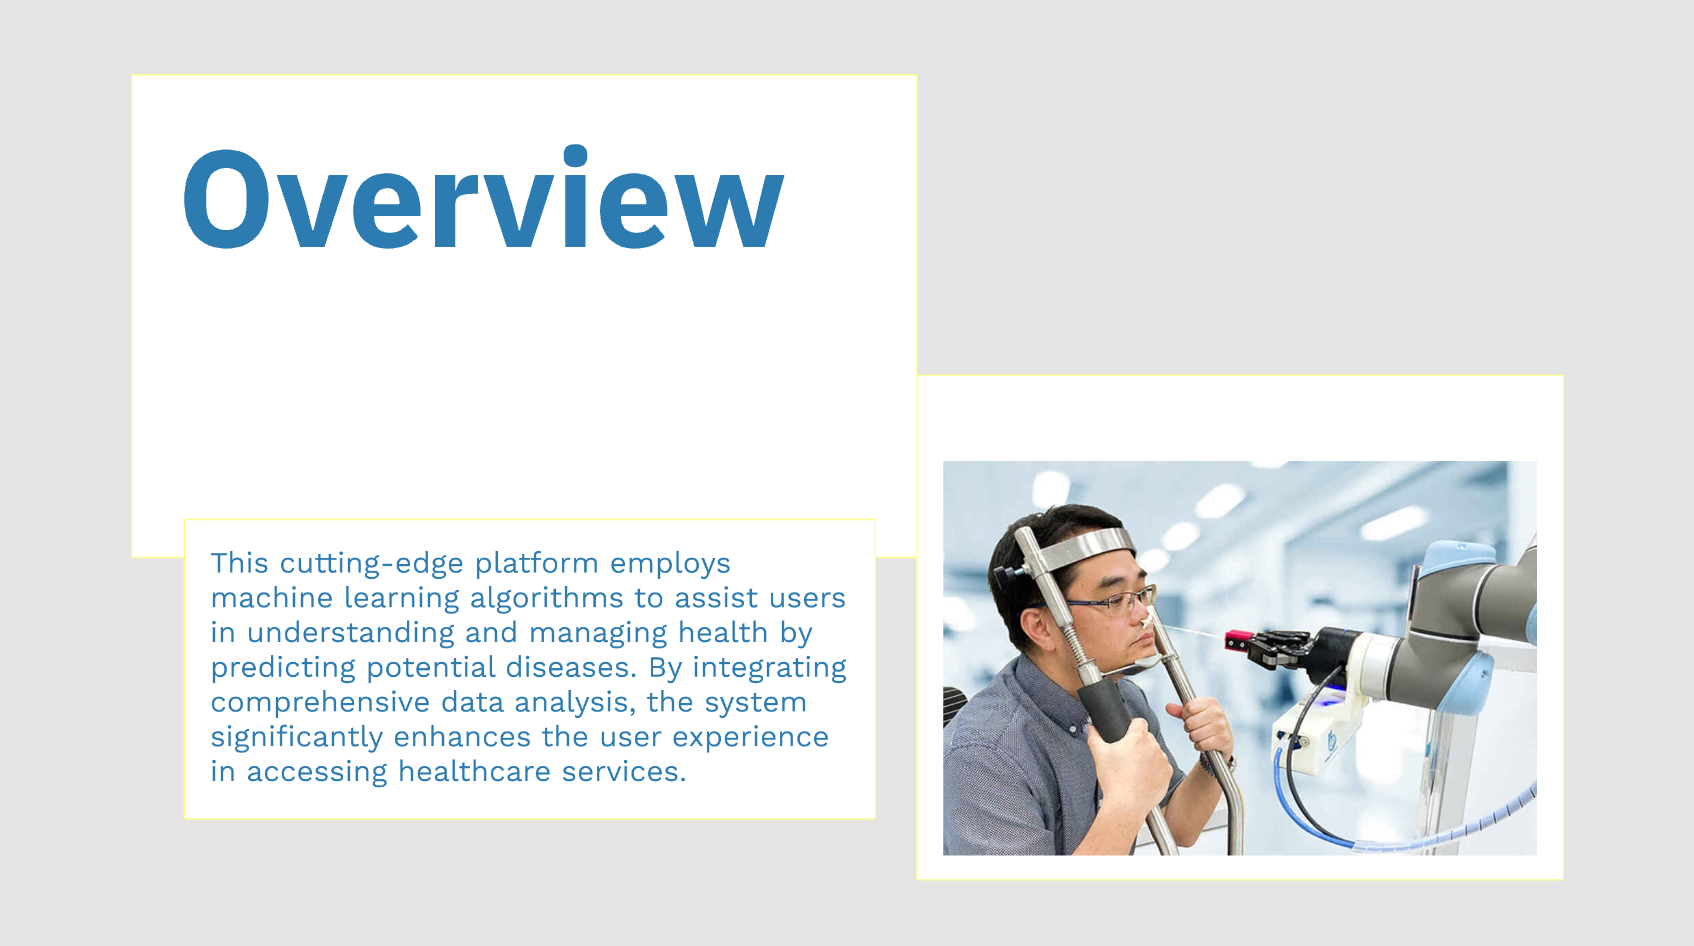 Overview
This cutting-edge platform employs
machine learning algorithms to assist users
in understanding and managing health by
predicting potential diseases. By integrating
comprehensive data analysis, the system
significantly enhances the user experience
in accessing healthcare services.